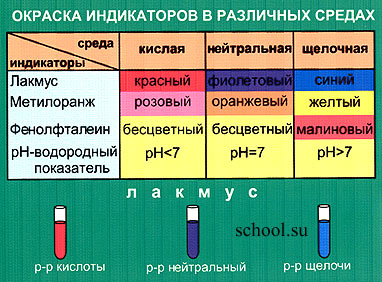 ОКРАСКА ИНДИКАТОРОВ В РАЗЛИЧНЫХ СРЕДАХ
среда
индикаторы
кислая нейтральная щелочная
Лакмус красный фиолетовый синий
Метилоранж розовый оранжевый желтый
Фенолфталеин бесцветный бесцветный малиновый
pH-водородный показатель pH<7 pH=7 pH>7
лакмус
school.su
р-р кислоты р-р нейтральный р-р щелочи